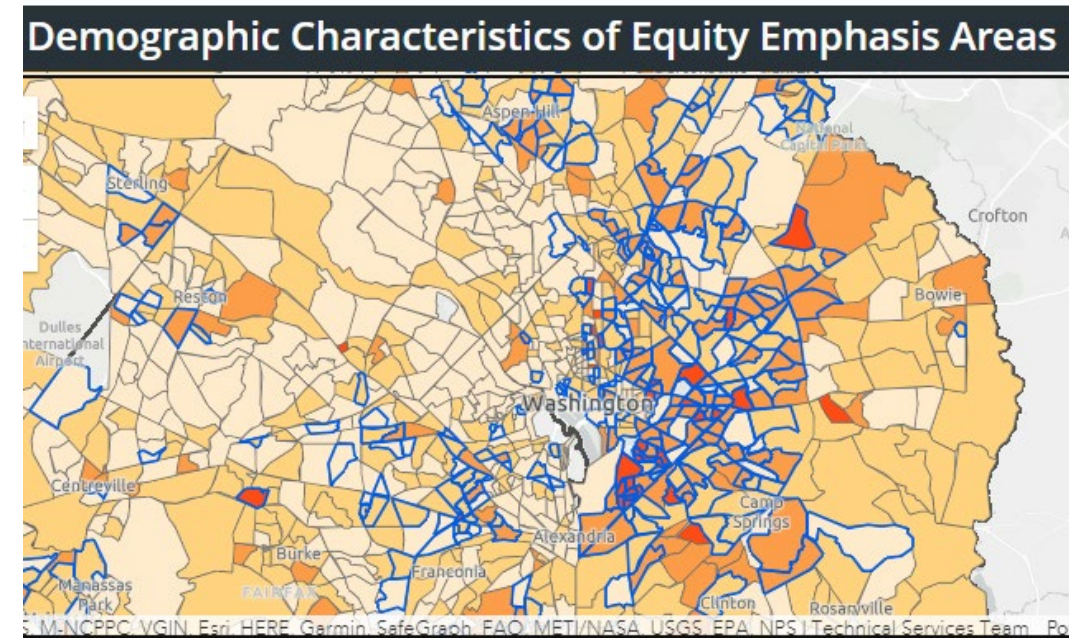 Demographic Characteristics of Equity Emphasis Areas
Aspen Hill
National
Capital Parks
Sterling
Crofton
Reston
Bowie
Dulles
nternational
Airport
Washington
Centreville
Camp
Springs
Alexandria
Burke
Franconia
Manassas
Park
FAIRFAX
Clinton
Rosaryville
S, M-NCPPC, VGIN, Esri, HERE, Garmin, SafeGraph, FAO, METI/NASA, USGS, EPA, NPS | Technical Services Team Po